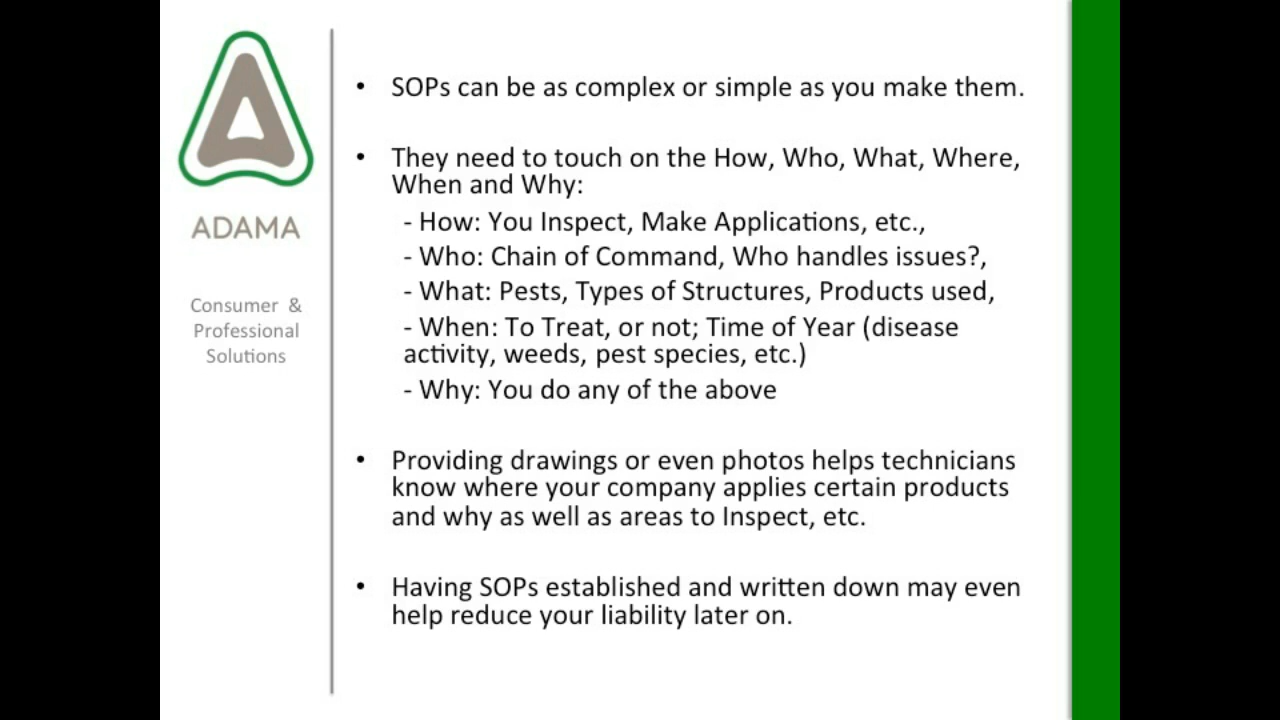 ADAMA
Consumer &
Professional
Solutions
• SOPs can be as complex or simple as you make them.
• They need to touch on the How, Who, What, Where,
When and Why:
- How: You Inspect, Make Applications, etc.,
- Who: Chain of Command, Who handles issues?,
- What: Pests, Types of Structures, Products used,
- When: To Treat, or not; Time of Year (disease
activity, weeds, pest species, etc.)
- Why: You do any of the above
• Providing drawings or even photos helps technicians
know where your company applies certain products
and why as well as areas to Inspect, etc.
• Having SOPs established and written down may even
help reduce your liability later on.